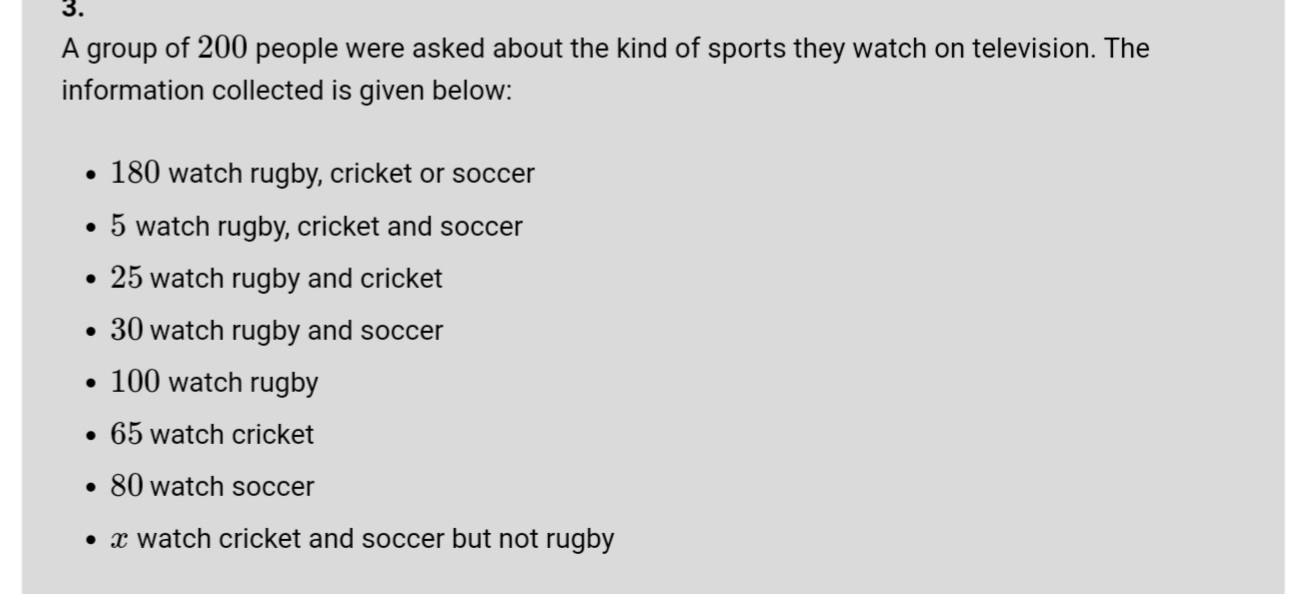 3.
A group of 200 people were asked about the kind of sports they watch on television. The
information collected is given below:
• 180 watch rugby, cricket or soccer
• 5 watch rugby, cricket and soccer
• 25 watch rugby and cricket
• 30 watch rugby and soccer
• 100 watch rugby
• 65 watch cricket
• 80 watch soccer
• x watch cricket and soccer but not rugby